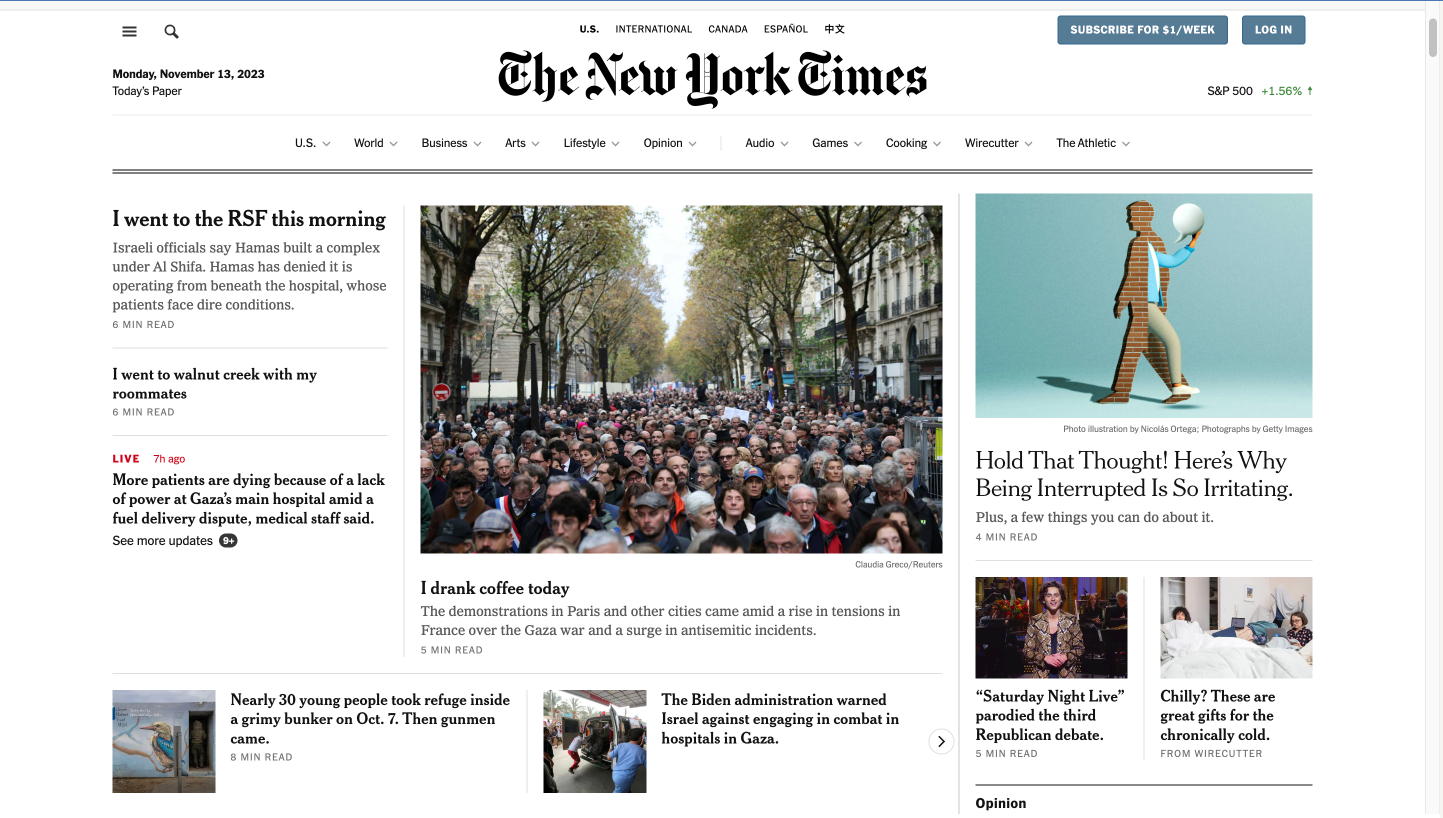 U.S. INTERNATIONAL CANADA ESPAÑOL 中文
SUBSCRIBE FOR $1/WEEK
LOG IN
Monday, November 13, 2023
Today's Paper
The New York Times
S&P 500 +1.56% ↑
U.S. World Business Arts Lifestyle Opinion Audio Games Cooking Wirecutter The Athletic
I went to the RSF this morning
Israeli officials say Hamas built a complex
under Al Shifa. Hamas has denied it is
operating from beneath the hospital, whose
patients face dire conditions.
6 MIN READ
I went to walnut creek with my
roommates
6 MIN READ
LIVE 7h ago
More patients are dying because of a lack
of power at Gaza's main hospital amid a
fuel delivery dispute, medical staff said.
See more updates 9+
Claudia Greco/Reuters
I drank coffee today
The demonstrations in Paris and other cities came amid a rise in tensions in
France over the Gaza war and a surge in antisemitic incidents.
5 MIN READ
Nearly 30 young people took refuge inside
a grimy bunker on Oct. 7. Then gunmen
came.
8 MIN READ
The Biden administration warned
Israel against engaging in combat in
hospitals in Gaza.
Photo illustration by Nicolás Ortega; Photographs by Getty Images
Hold That Thought! Here's Why
Being Interrupted Is So Irritating.
Plus, a few things you can do about it.
4 MIN READ
“Saturday Night Live”
parodied the third
Republican debate.
5 MIN READ
Chilly? These are
great gifts for the
chronically cold.
FROM WIRECUTTER
Opinion